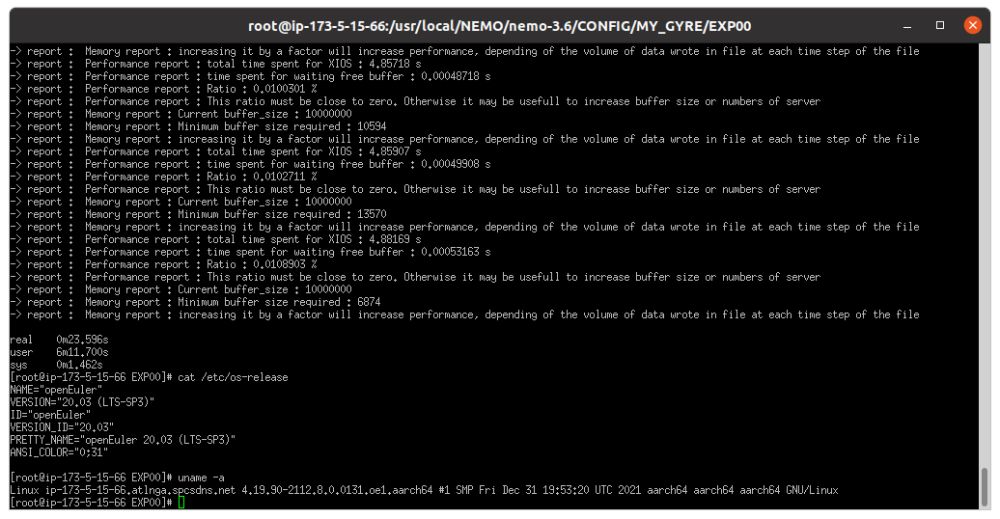 root@ip-173-5-15-66:/usr/local/NEMO/nemo-3.6/CONFIG/MY_GYRE/EXP00
-> report :  Memory report : increasing it by a factor will increase performance, depending of the volume of data wrote in file at each time step of the file
-> report :  Performance report : total time spent for XIOS : 4.85718 s
-> report :  Performance report : time spent for waiting free buffer : 0.00048718 s
-> report :  Performance report : Ratio : 0.0100301 %
-> report :  Performance report : This ratio must be close to zero. Otherwise it may be usefull to increase buffer size or numbers of server
-> report :  Memory report : Current buffer_size : 10000000
-> report :  Memory report : Minimum buffer size required : 10594
-> report :  Memory report : increasing it by a factor will increase performance, depending of the volume of data wrote in file at each time step of the file
-> report :  Performance report : total time spent for XIOS : 4.85907 s
-> report :  Performance report : time spent for waiting free buffer : 0.00049908 s
-> report :  Performance report : Ratio : 0.0102711 %
-> report :  Performance report : This ratio must be close to zero. Otherwise it may be usefull to increase buffer size or numbers of server
-> report :  Memory report : Current buffer_size : 10000000
-> report :  Memory report : Minimum buffer size required : 13570
-> report :  Memory report : increasing it by a factor will increase performance, depending of the volume of data wrote in file at each time step of the file
-> report :  Performance report : total time spent for XIOS : 4.88169 s
-> report :  Performance report : time spent for waiting free buffer : 0.00053163 s
-> report :  Performance report : Ratio : 0.0108903 %
-> report :  Performance report : This ratio must be close to zero. Otherwise it may be usefull to increase buffer size or numbers of server
-> report :  Memory report : Current buffer_size : 10000000
-> report :  Memory report : Minimum buffer size required : 6874
-> report :  Memory report : increasing it by a factor will increase performance, depending of the volume of data wrote in file at each time step of the file
real    0m23.596s
user    6m11.700s
sys     0m1.462s
[root@ip-173-5-15-66 EXP00]# cat /etc/os-release
NAME="openEuler"
VERSION="20.03 (LTS-SP3)"
ID="openEuler"
VERSION_ID="20.03"
PRETTY_NAME="openEuler 20.03 (LTS-SP3)"
ANSI_COLOR="0;31"
[root@ip-173-5-15-66 EXP00]# uname -a
Linux ip-173-5-15-66.atlnga.spcsdns.net 4.19.90-2112.8.0.0131.oe1.aarch64 #1 SMP Fri Dec 31 19:53:20 UTC 2021 aarch64 aarch64 aarch64 GNU/Linux
[root@ip-173-5-15-66 EXP00]#